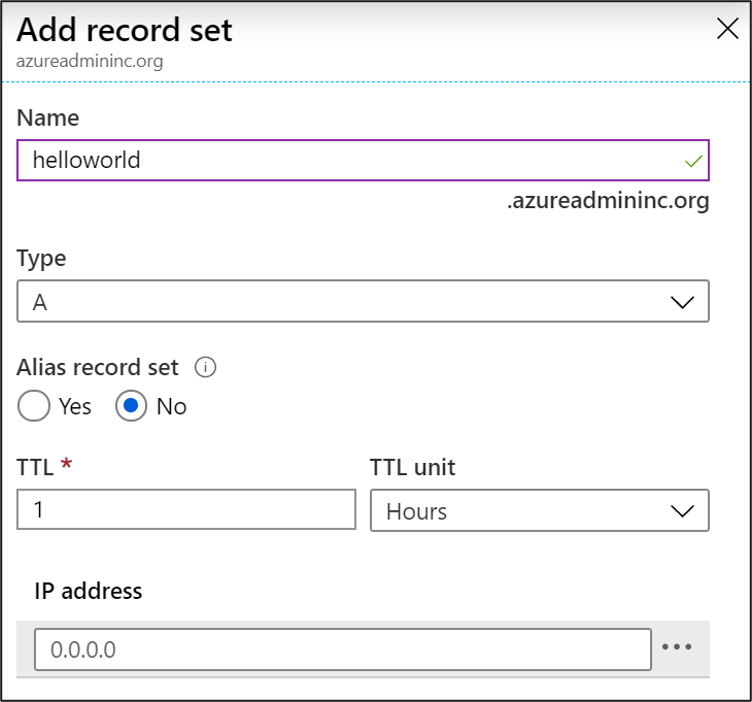 Add record set
azureadmininc.org
Name
helloworld
.azureadmininc.org
Type
A
Alias record set
Yes No
TTL * TTL unit
1 Hours
IP address
0.0.0.0